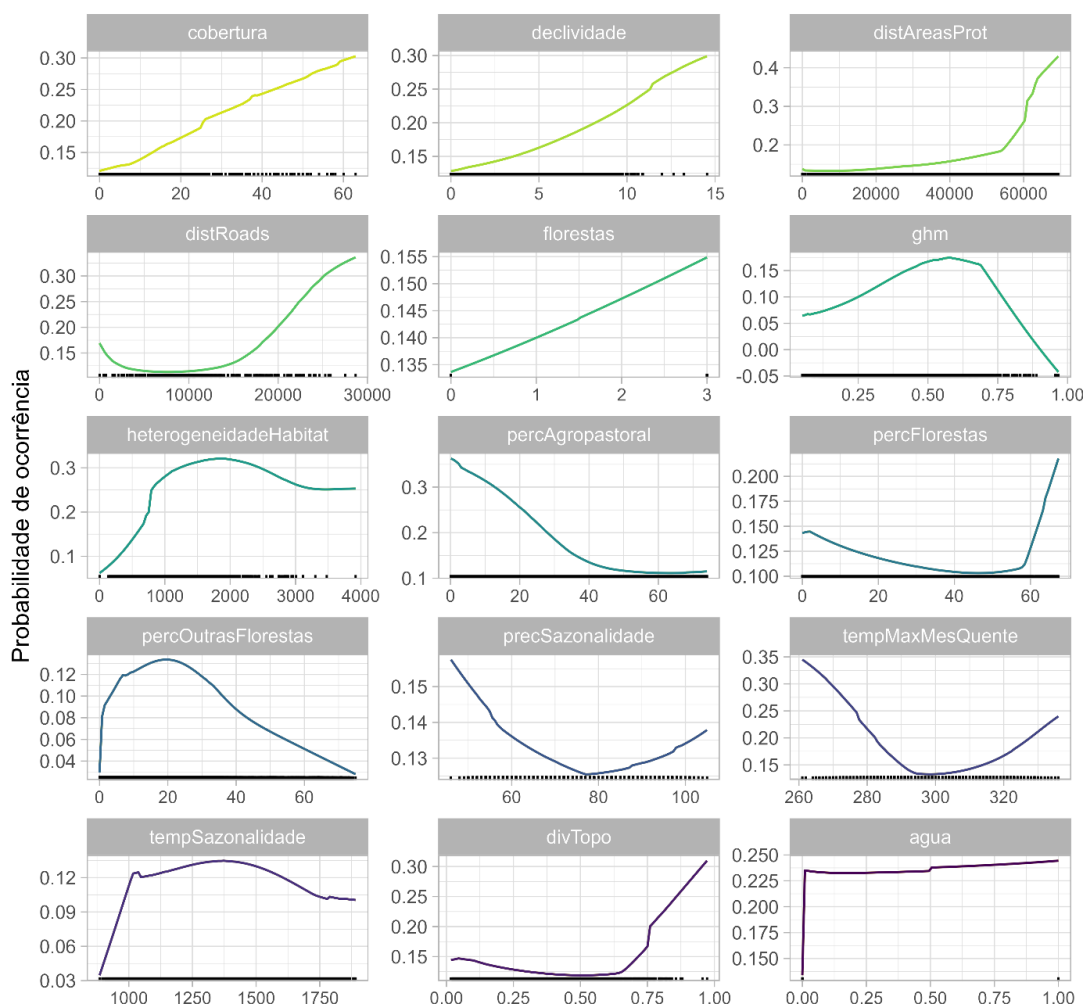 cobertura declividade distAreasProt
0.30 0.30 0.4
0.25 0.25 0.3
0.20 0.20 0.2
0.15 0.15
0 20 40 60 0 5 10 15 0 20000 40000 60000
distRoads florestas ghm
0.30 0.155 0.15
0.25 0.150 0.10
0.20 0.145 0.05
0.15 0.140 0.00
0.135 -0.05
0 10000 20000 30000 0 1 2 3 0.25 0.50 0.75 1.00
Probabilidade de ocorrência
heterogeneidadeHabitat percAgropastoral percFlorestas
0.3 0.3 0.200
0.2 0.2 0.175
0.1 0.1 0.150
0.125
0.100
0 1000 2000 3000 4000 0 20 40 60 0 20 40 60
percOutrasFlorestas precSazonalidade tempMaxMesQuente
0.12 0.15 0.35
0.10 0.14 0.30
0.08 0.13 0.25
0.06 0.20
0.04 0.15
0 20 40 60 60 80 100 260 280 300 320
tempSazonalidade divTopo agua
0.12 0.30 0.250
0.09 0.25 0.225
0.06 0.20 0.200
0.03 0.15 0.175
0.150
1000 1250 1500 1750 0.00 0.25 0.50 0.75 1.00 0.00 0.25 0.50 0.75 1.00